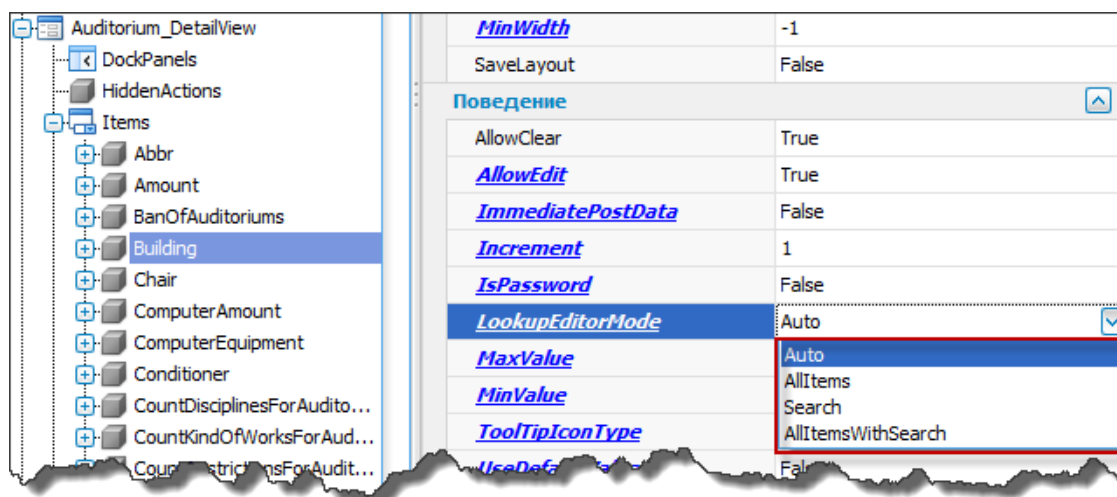 Auditorium_DetailView
DockPanels
HiddenActions
Items
Abbr
Amount
BanOfAuditoriums
Building
Chair
ComputerAmount
ComputerEquipment
Conditioner
CountDisciplinesForAudito...
CountKindOfWorksForAud...
MinWidth -1
SaveLayout False
Поведение
AllowClear True
AllowEdit True
ImmediatePostData False
Increment 1
IsPassword False
LookupEditorMode Auto
MaxValue
MinValue
ToolTipIconType
Auto
AllItems
Search
AllItemsWithSearch